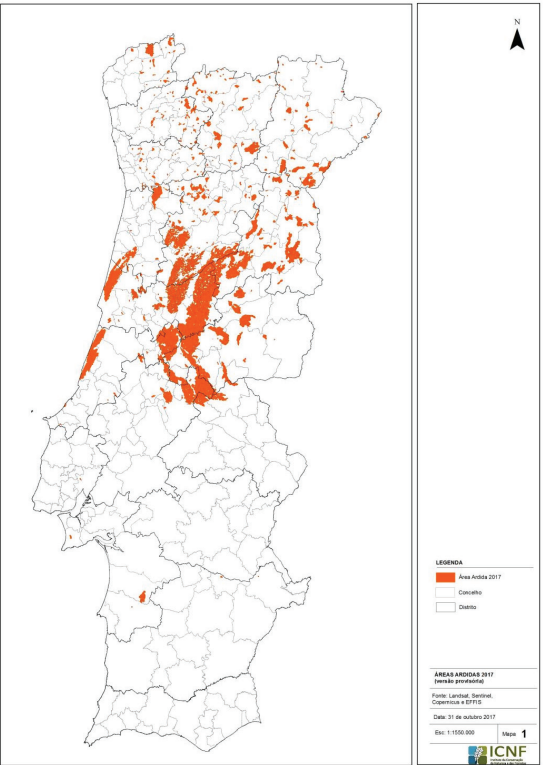 N
LEGENDA
Área Ardida 2017
Concelho
Distrito
ÁREAS ARDIDAS 2017
(versão provisória)
Fonte: Landsat, Sentinel,
Copernicus e EFFIS
Data: 31 de outubro 2017
Esc: 1:1550.000
Mapa 1
ICNF